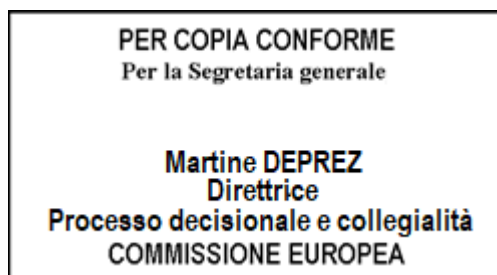 PER COPIA CONFORME
Per la Segretaria generale
Martine DEPREZ
Direttrice
Processo decisionale e collegialità
COMMISSIONE EUROPEA